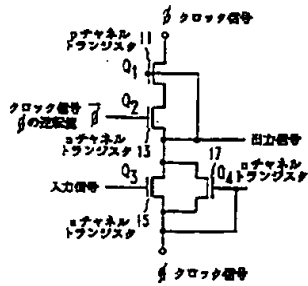 φ クロック信号
pチャネル
トランジスタ 11
Q1
Q2
クロック信号
φの逆転
φ
nチャネル 13
トランジスタ
出力信号
17
Q3
Q4 nチャネル
トランジスタ
入力信号
nチャネル 15
トランジスタ
φ クロック信号